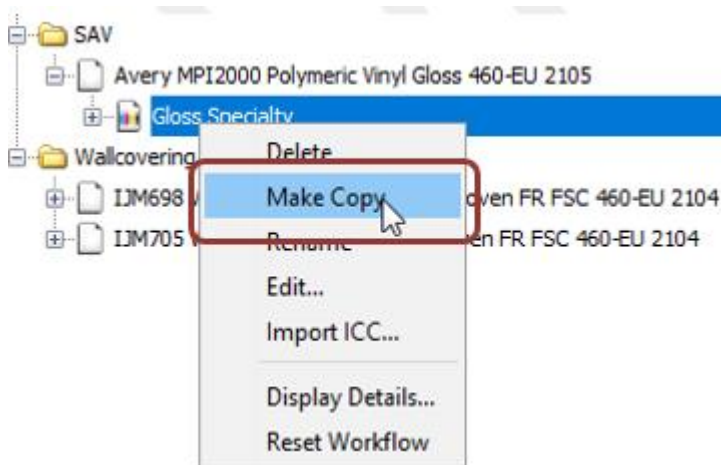 SAV
Avery MPI2000 Polymeric Vinyl Gloss 460-EU 2105
Gloss Specialty
Wallcovering
Delete
IJM698 Make Copy oven FR FSC 460-EU 2104
IJM705 Rename en FR FSC 460-EU 2104
Edit...
Import ICC...
Display Details...
Reset Workflow